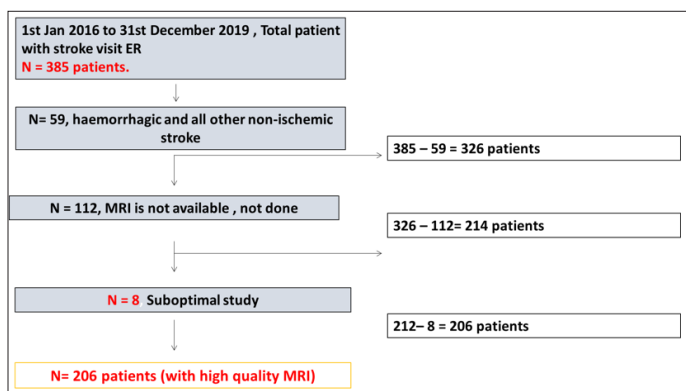 1st Jan 2016 to 31st December 2019 , Total patient
with stroke visit ER
N = 385 patients.
N= 59, haemorrhagic and all other non-ischemic
stroke
385 – 59 = 326 patients
N = 112, MRI is not available , not done
326 – 112= 214 patients
N = 8, Suboptimal study
212– 8 = 206 patients
N= 206 patients (with high quality MRI)